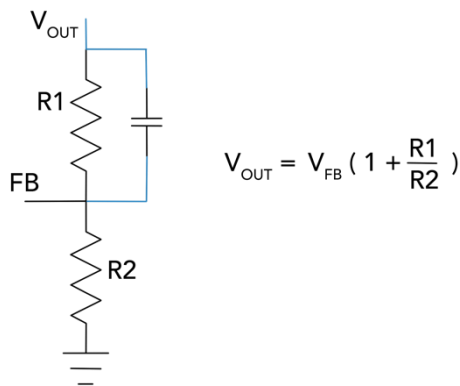 VOUT
R1
FB
R2
VOUT = VFB ( 1 + R1/R2 )